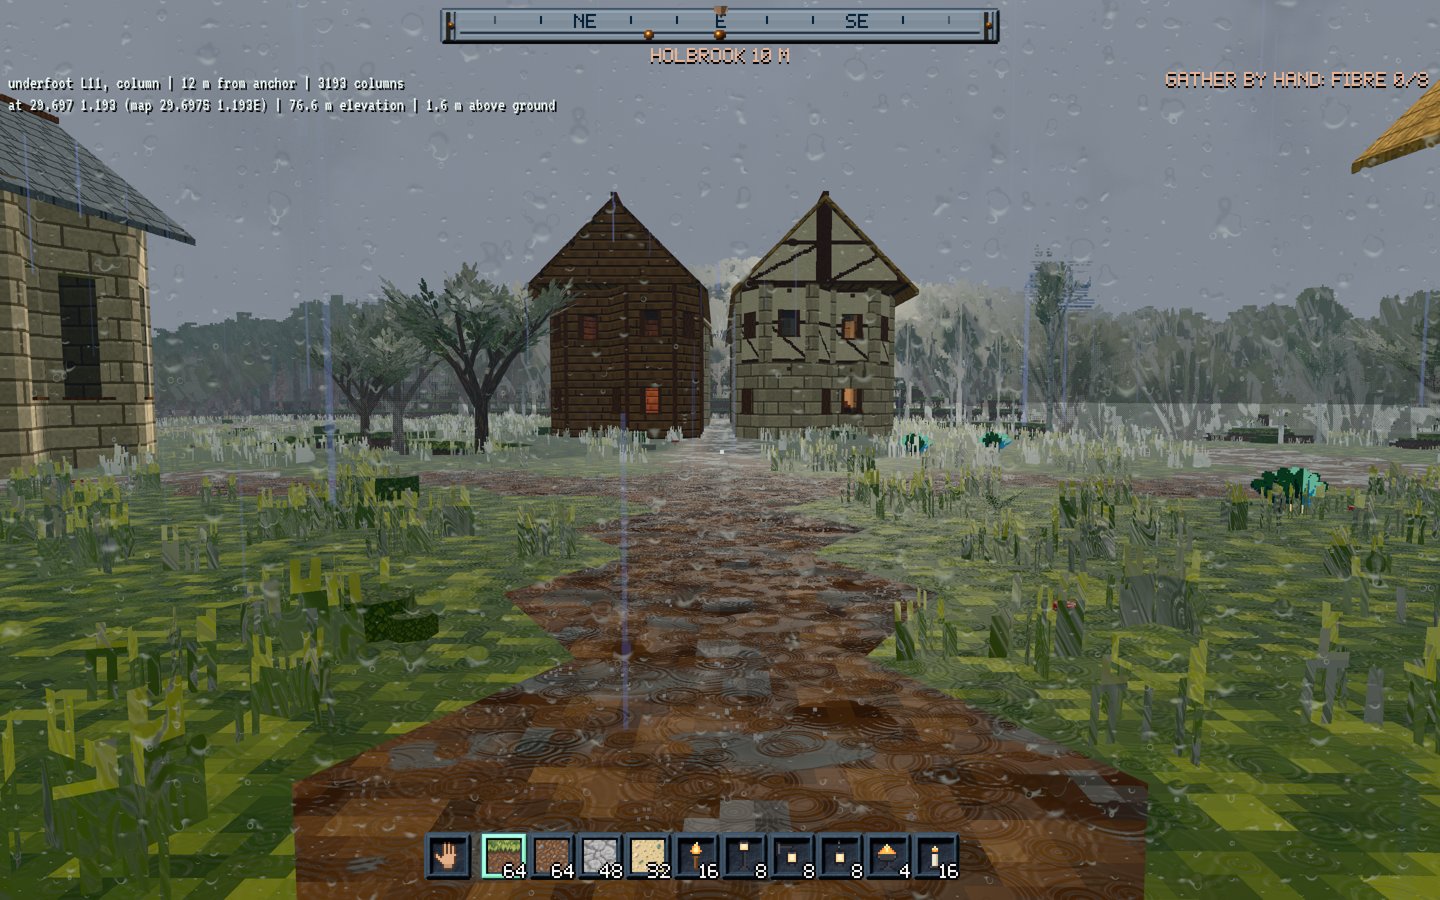 NE E SE
HOLBROOK 10 M
underfoot L11, column | 12 m from anchor | 3193 columns
GATHER BY HAND: FIBRE 0/8
at 29.697 1.193 (map 29.697S 1.193E) | 76.6 m elevation | 1.6 m above ground
64 64 48 32 16 8 8 8 4 16